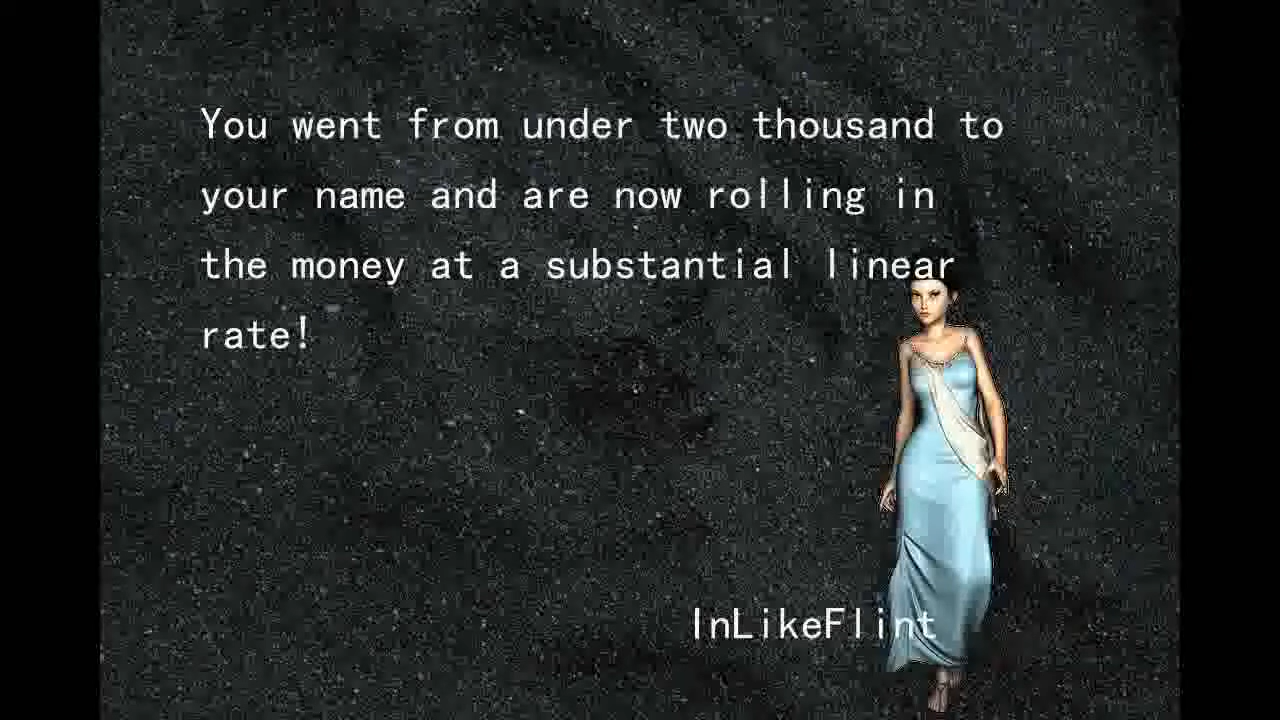 You went from under two thousand to
your name and are now rolling in
the money at a substantial linear
rate!
InLikeFlint